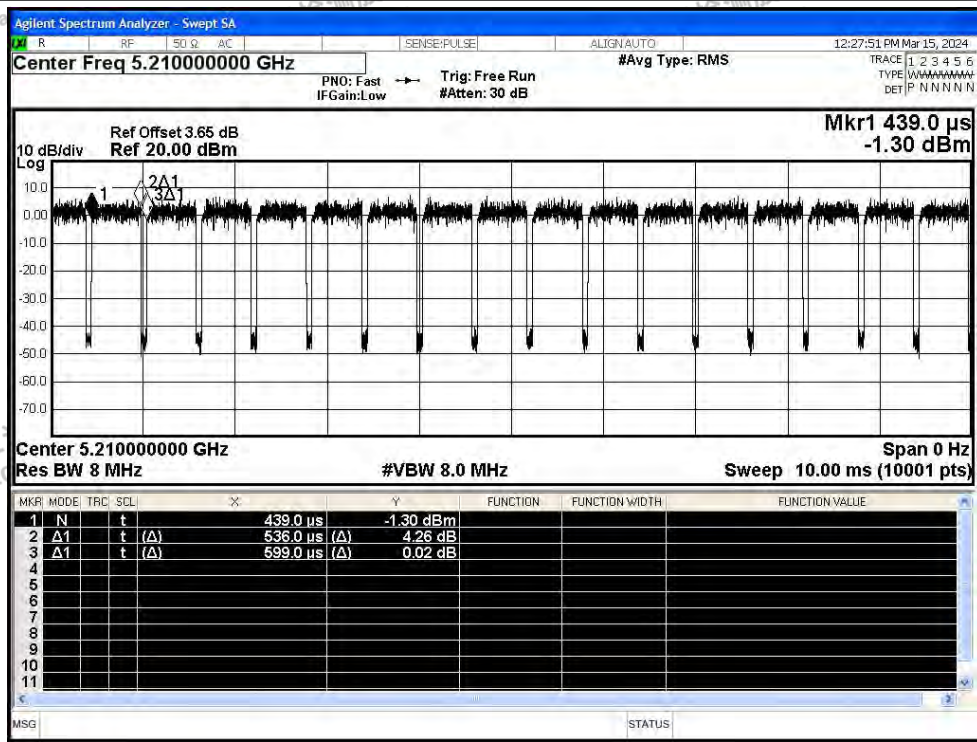 Agilent Spectrum Analyzer - Swept SA
R RF 50 Ω AC SENSE:PULSE ALIGN AUTO 12:27:51 PM Mar 15, 2024
Center Freq 5.210000000 GHz #Avg Type: RMS TRACE 1 2 3 4 5 6
PNO: Fast Trig: Free Run TYPE WWWWWW
IFGain:Low #Atten: 30 dB DET P N N N N N
Mkr1 439.0 µs
Ref Offset 3.65 dB
10 dB/div Ref 20.00 dBm -1.30 dBm
Log
10.0
0.00
-10.0
-20.0
-30.0
-40.0
-50.0
-60.0
-70.0
1 2Δ1
3Δ1
Center 5.210000000 GHz Span 0 Hz
Res BW 8 MHz #VBW 8.0 MHz Sweep 10.00 ms (10001 pts)
MKR MODE TRC SCL X Y FUNCTION FUNCTION WIDTH FUNCTION VALUE
1 N t 439.0 µs -1.30 dBm
2 Δ1 t (Δ) 536.0 µs (Δ) 4.26 dB
3 Δ1 t (Δ) 599.0 µs (Δ) 0.02 dB
4
5
6
7
8
9
10
11
MSG STATUS